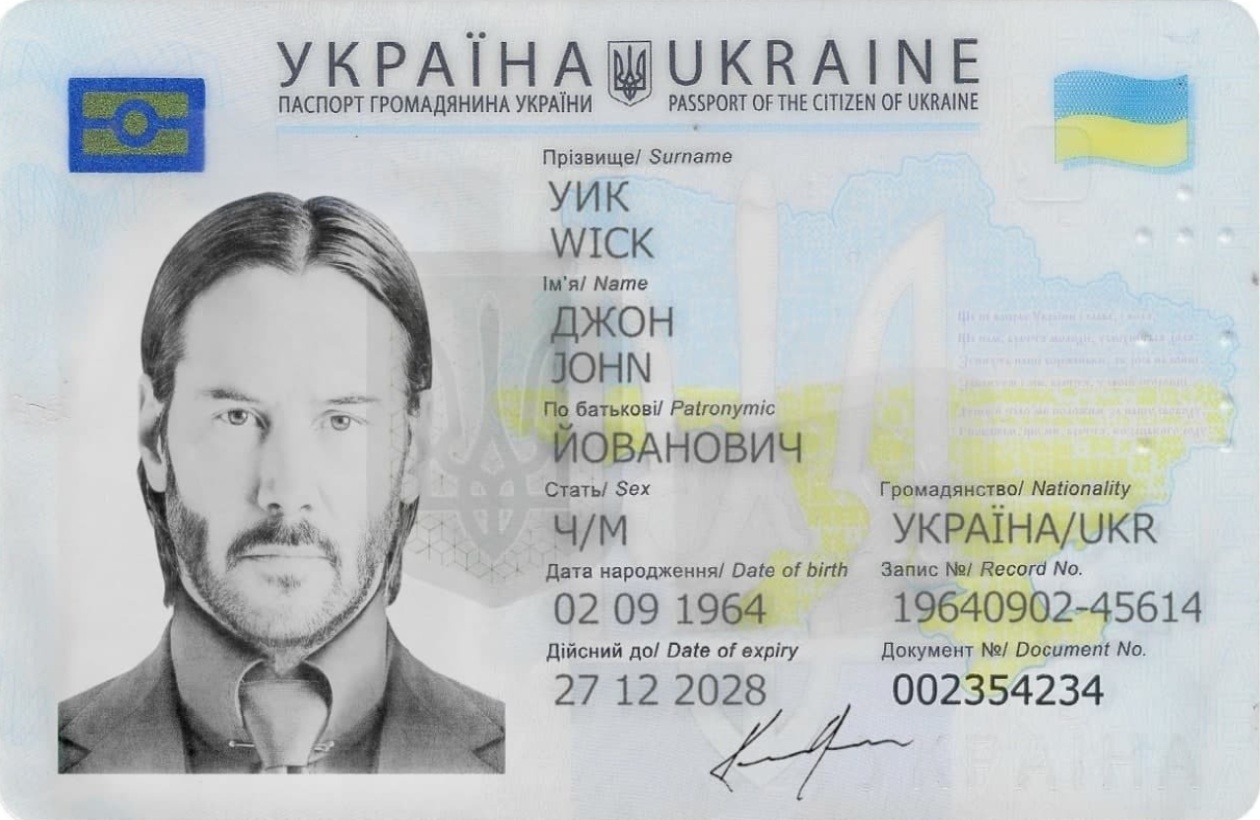 УКРАЇНА UKRAINE
ПАСПОРТ ГРОМАДЯНИНА УКРАЇНИ PASSPORT OF THE CITIZEN OF UKRAINE
Прізвище/ Surname
УИК
WICK
Ім'я/ Name
ДЖОН
JOHN
По батькові/ Patronymic
ЙОВАНОВИЧ
Стать/ Sex Громадянство/ Nationality
Ч/М УКРАЇНА/UKR
Дата народження/ Date of birth Запис №/ Record No.
02 09 1964 19640902-45614
Дійсний до/ Date of expiry Документ №/ Document No.
27 12 2028 002354234